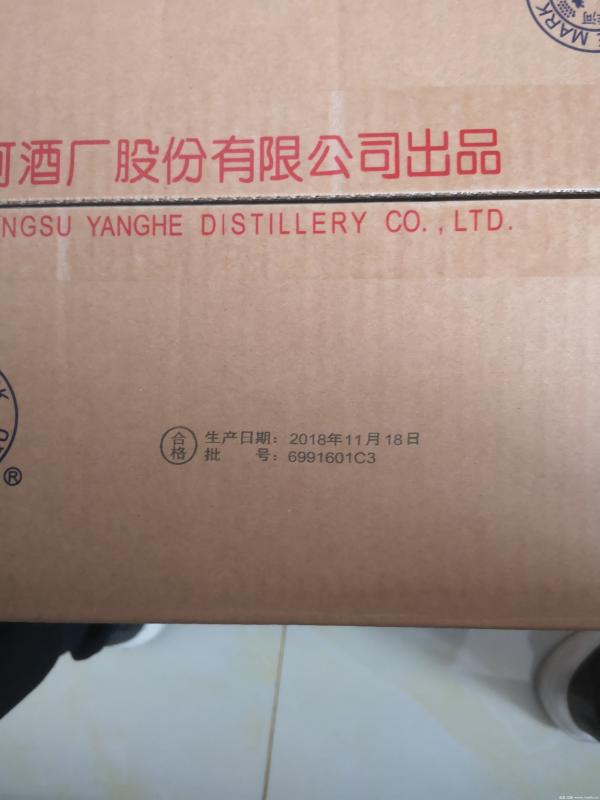 MARK
河酒厂股份有限公司出品
NGSU YANGHE DISTILLERY CO., LTD.
合格
生产日期: 2018年11月18日
批 号: 6991601C3
®